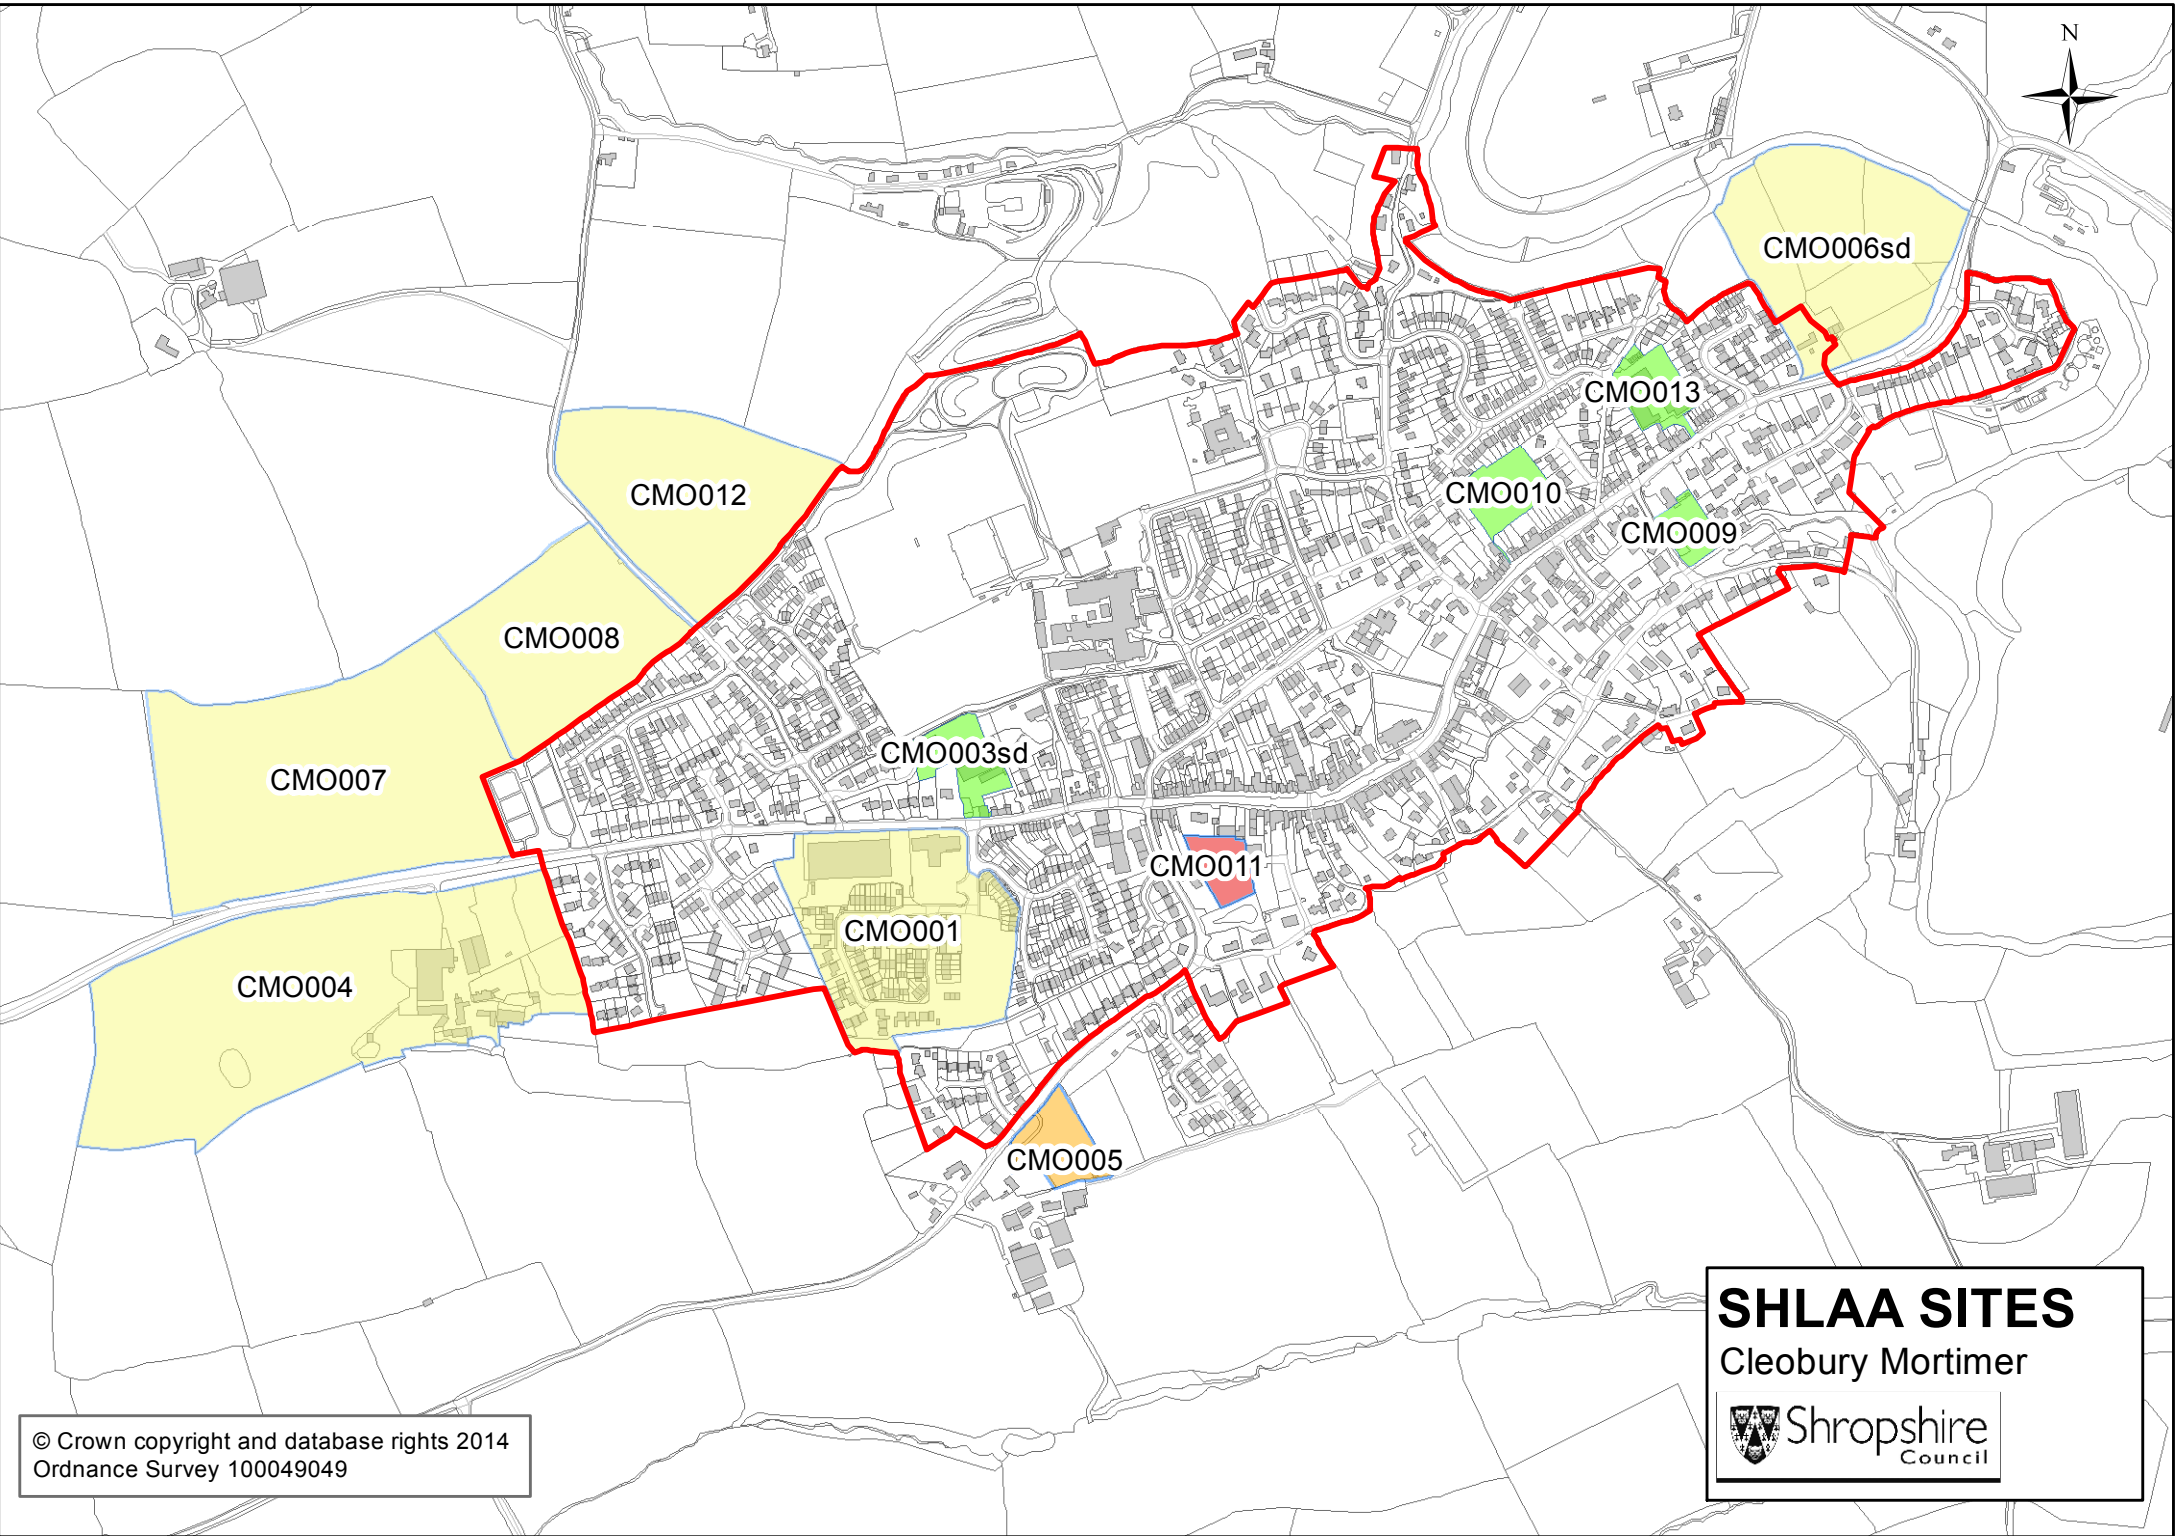 N
CMO006sd
CMO013
CMO012
CMO010
CMO009
CMO008
CMO003sd
CMO007
CMO011
CMO001
CMO004
CMO005
SHLAA SITES
Cleobury Mortimer
Shropshire
Council
© Crown copyright and database rights 2014
Ordnance Survey 100049049